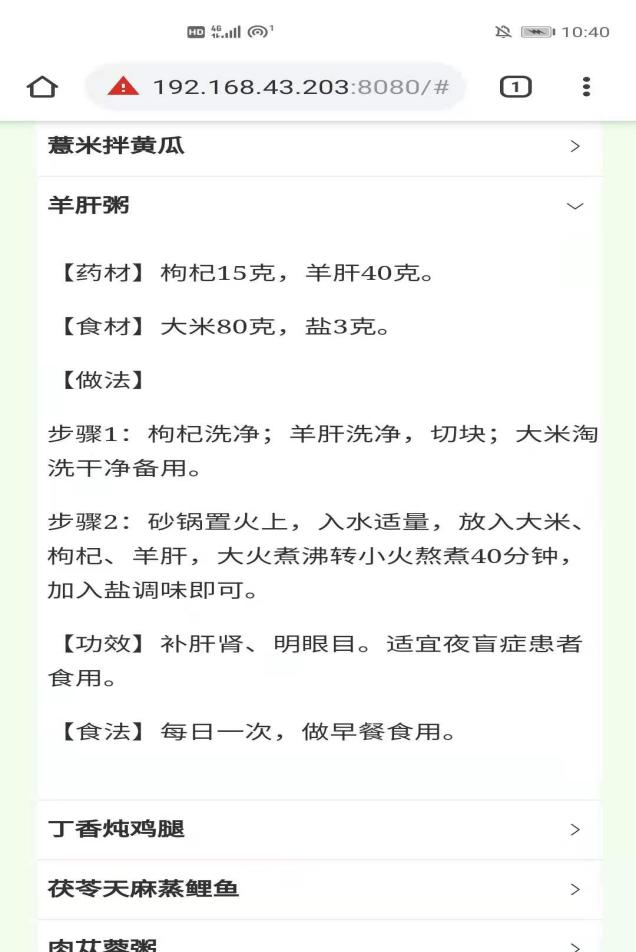 HD 4G 1
10:40
192.168.43.203:8080/#
1
薏米拌黄瓜
羊肝粥
【药材】枸杞15克，羊肝40克。
【食材】大米80克，盐3克。
【做法】
步骤1：枸杞洗净；羊肝洗净，切块；大米淘
洗干净备用。
步骤2：砂锅置火上，入水适量，放入大米、
枸杞、羊肝，大火煮沸转小火熬煮40分钟，
加入盐调味即可。
【功效】补肝肾、明眼目。适宜夜盲症患者
食用。
【食法】每日一次，做早餐食用。
丁香炖鸡腿
茯苓天麻蒸鲤鱼
肉苁蓉粥